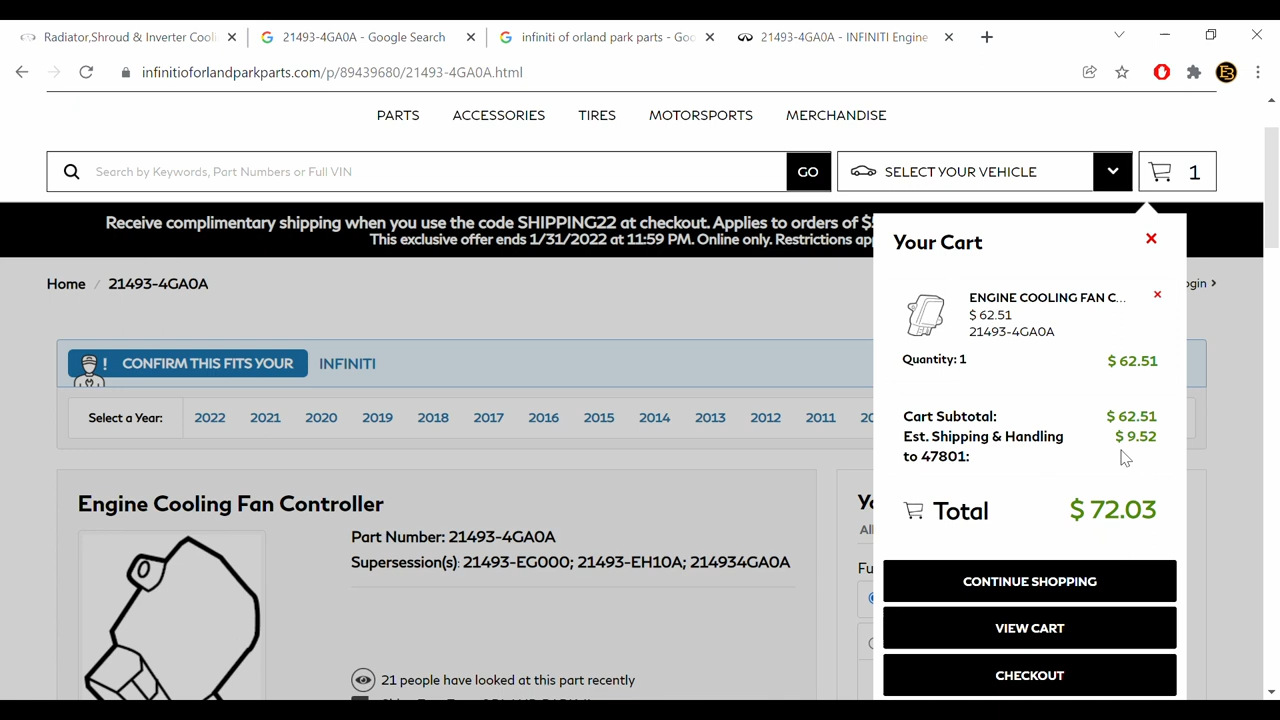 Radiator,Shroud & Inverter Cooli
21493-4GA0A - Google Search
infiniti of orland park parts - Goo
21493-4GA0A - INFINITI Engine
infinitioforlandparkparts.com/p/89439680/21493-4GA0A.html
PARTS ACCESSORIES TIRES MOTORSPORTS MERCHANDISE
Search by Keywords, Part Numbers or Full VIN GO SELECT YOUR VEHICLE 1
Receive complimentary shipping when you use the code SHIPPING22 at checkout. Applies to orders of
This exclusive offer ends 1/31/2022 at 11:59 PM. Online only. Restrictions
Home / 21493-4GA0A
! CONFIRM THIS FITS YOUR INFINITI
Select a Year: 2022 2021 2020 2019 2018 2017 2016 2015 2014 2013 2012 2011
Engine Cooling Fan Controller
Part Number: 21493-4GA0A
Supersession(s): 21493-EG000; 21493-EH10A; 214934GA0A
21 people have looked at this part recently
Your Cart
ENGINE COOLING FAN C...
$ 62.51
21493-4GA0A
Quantity: 1 $ 62.51
Cart Subtotal: $ 62.51
Est. Shipping & Handling $ 9.52
to 47801:
Total $ 72.03
CONTINUE SHOPPING
VIEW CART
CHECKOUT